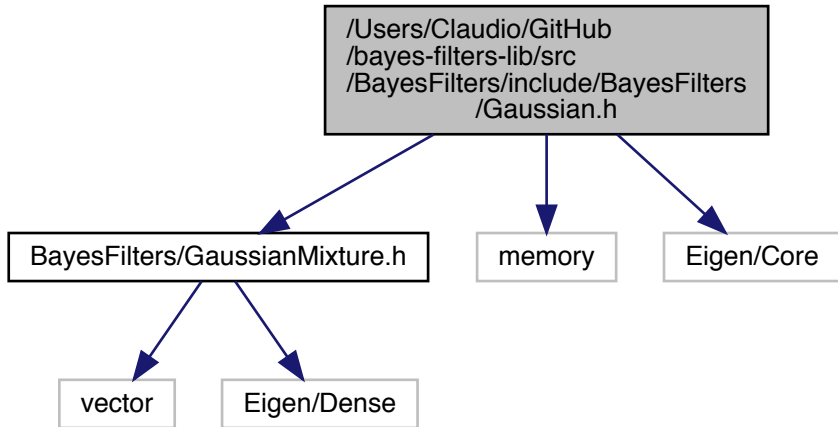 /Users/Claudio/GitHub
/bayes-filters-lib/src
/BayesFilters/include/BayesFilters
/Gaussian.h
BayesFilters/GaussianMixture.h
memory
Eigen/Core
vector
Eigen/Dense